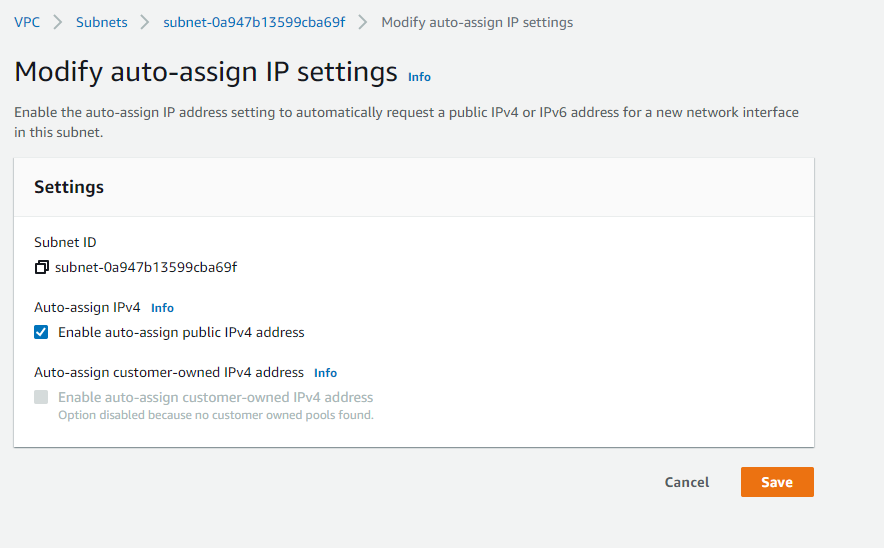 VPC > Subnets > subnet-0a947b13599cba69f > Modify auto-assign IP settings
Modify auto-assign IP settings Info
Enable the auto-assign IP address setting to automatically request a public IPv4 or IPv6 address for a new network interface
in this subnet.
Settings
Subnet ID
subnet-0a947b13599cba69f
Auto-assign IPv4 Info
Enable auto-assign public IPv4 address
Auto-assign customer-owned IPv4 address Info
Enable auto-assign customer-owned IPv4 address
Option disabled because no customer owned pools found.
Cancel Save